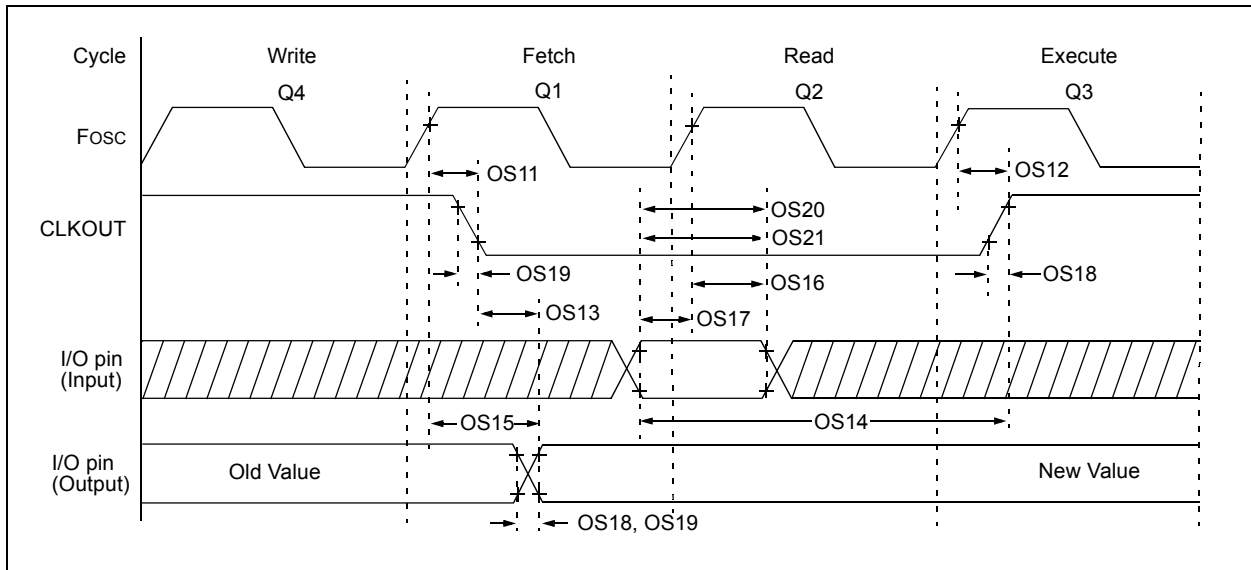 Cycle Write Fetch Read Execute
Q4 Q1 Q2 Q3
Fosc
OS11 OS12
OS20
CLKOUT
OS21
OS19 OS16 OS18
OS13 OS17
I/O pin
(Input)
OS15 OS14
I/O pin
(Output)
Old Value New Value
OS18, OS19